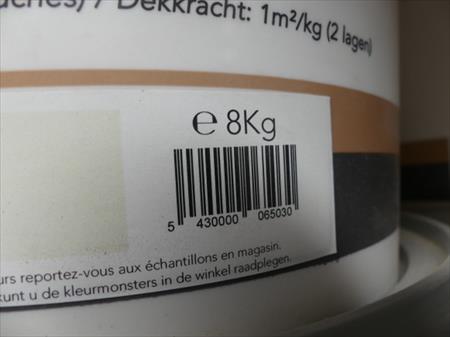 uches) / Dekkracht: 1m²/kg (2 lagen)
℮ 8Kg
5 430000 065030
urs reportez-vous aux échantillons en magasin.
kunt u de kleurmonsters in de winkel raadplegen.